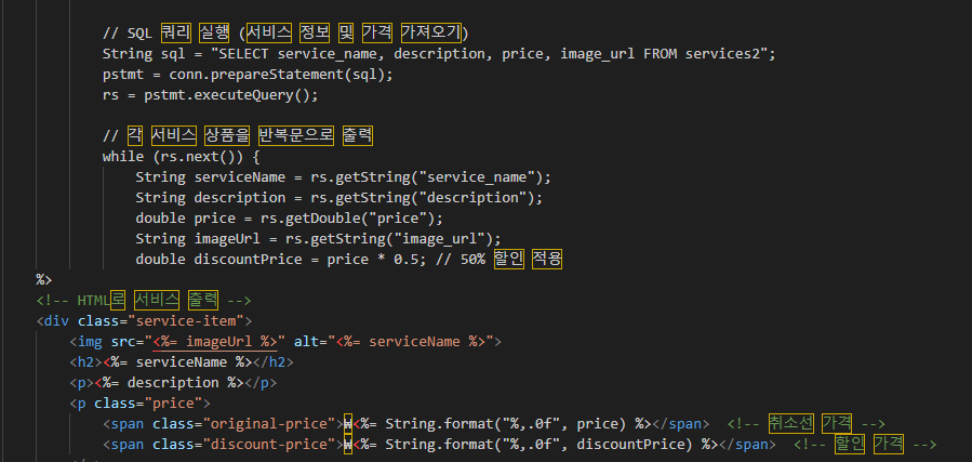 // SQL 쿼리 실행 (서비스 정보 및 가격 가져오기)
String sql = "SELECT service_name, description, price, image_url FROM services2";
pstmt = conn.prepareStatement(sql);
rs = pstmt.executeQuery();
// 각 서비스 상품을 반복문으로 출력
while (rs.next()) {
String serviceName = rs.getString("service_name");
String description = rs.getString("description");
double price = rs.getDouble("price");
String imageUrl = rs.getString("image_url");
double discountPrice = price * 0.5; // 50% 할인 적용
%>
<!-- HTML로 서비스 출력 -->
<div class="service-item">
<img src="<%= imageUrl %>" alt="<%= serviceName %>">
<h2><%= serviceName %></h2>
<p><%= description %></p>
<p class="price">
<span class="original-price">₩<%= String.format("%,.0f", price) %></span> <!-- 취소선 가격 -->
<span class="discount-price">₩<%= String.format("%,.0f", discountPrice) %></span> <!-- 할인 가격 -->